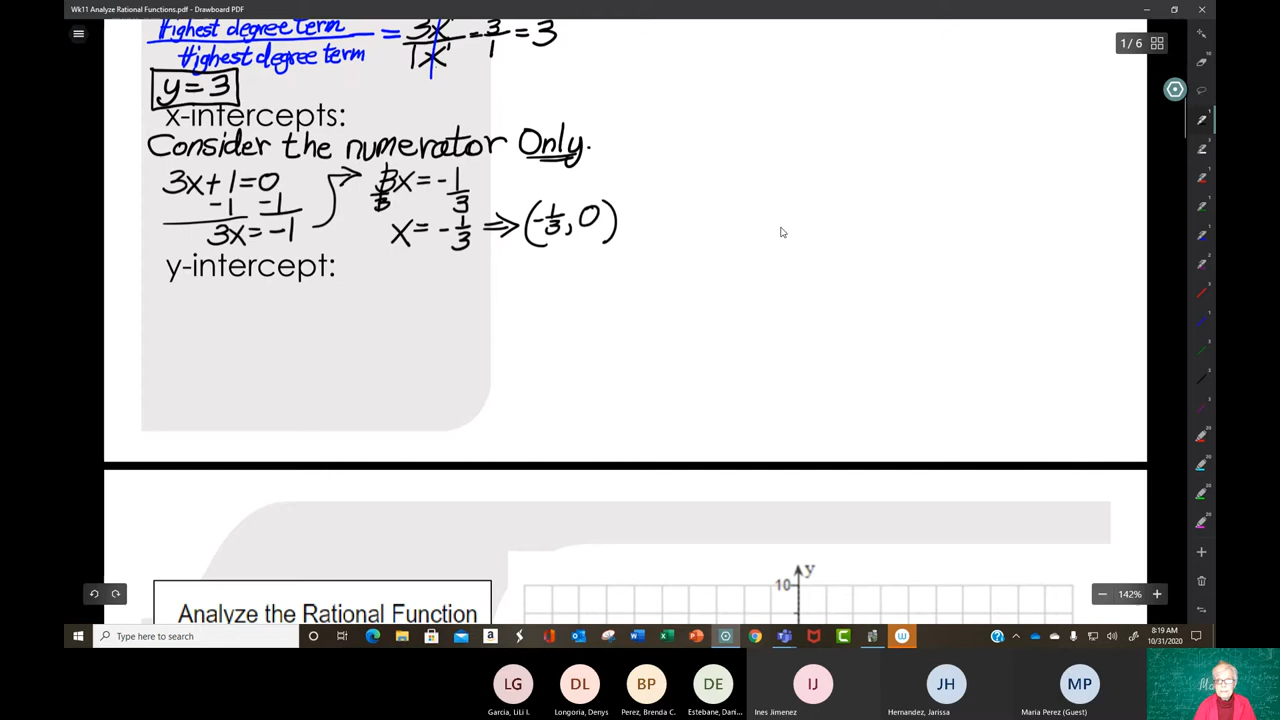 Wk11 Analyze Rational Functions.pdf - Drawboard PDF
Highest degree term
Highest degree term
= 3x¹/1x¹ = 3/1 = 3
1 / 6
y = 3
x-intercepts:
Consider the numerator Only.
3x+1=0
-1 -1
3x=-1
3x/3 = -1/3
x= -1/3 ⇒ (-1/3, 0)
y-intercept:
y
10
Analyze the Rational Function
142%
Type here to search
8:19 AM
10/31/2020
LG
DL
BP
DE
IJ
JH
MP
Garcia, LiLi I.
Longoria, Denys
Perez, Brenda C.
Estebane, Dani...
Ines Jimenez
Hernandez, Jarissa
Maria Perez (Guest)